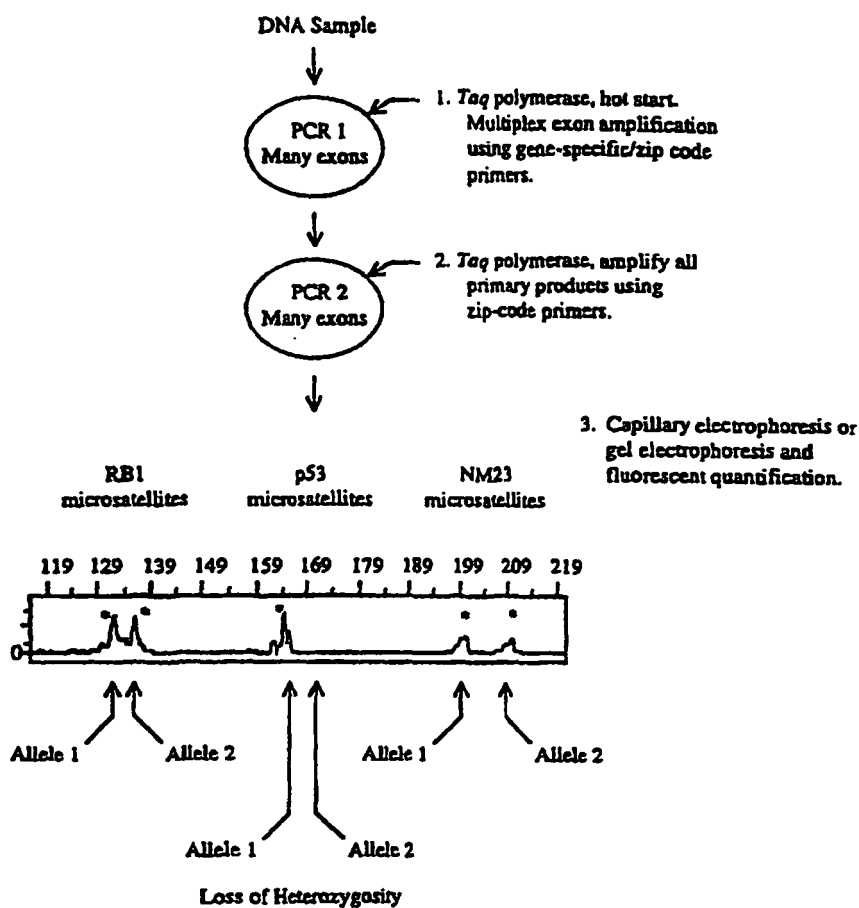 DNA Sample
PCR 1
Many exons
1. Taq polymerase, hot start.
Multiplex exon amplification
using gene-specific/zip code
primers.
PCR 2
Many exons
2. Taq polymerase, amplify all
primary products using
zip-code primers.
3. Capillary electrophoresis or
gel electrophoresis and
fluorescent quantification.
RB1
microsatellites
p53
microsatellites
NM23
microsatellites
119 129 139 149 159 169 179 189 199 209 219
* * * * *
0
Allele 1
Allele 2
Allele 1
Allele 2
Allele 1
Allele 2
Loss of Heterozygosity